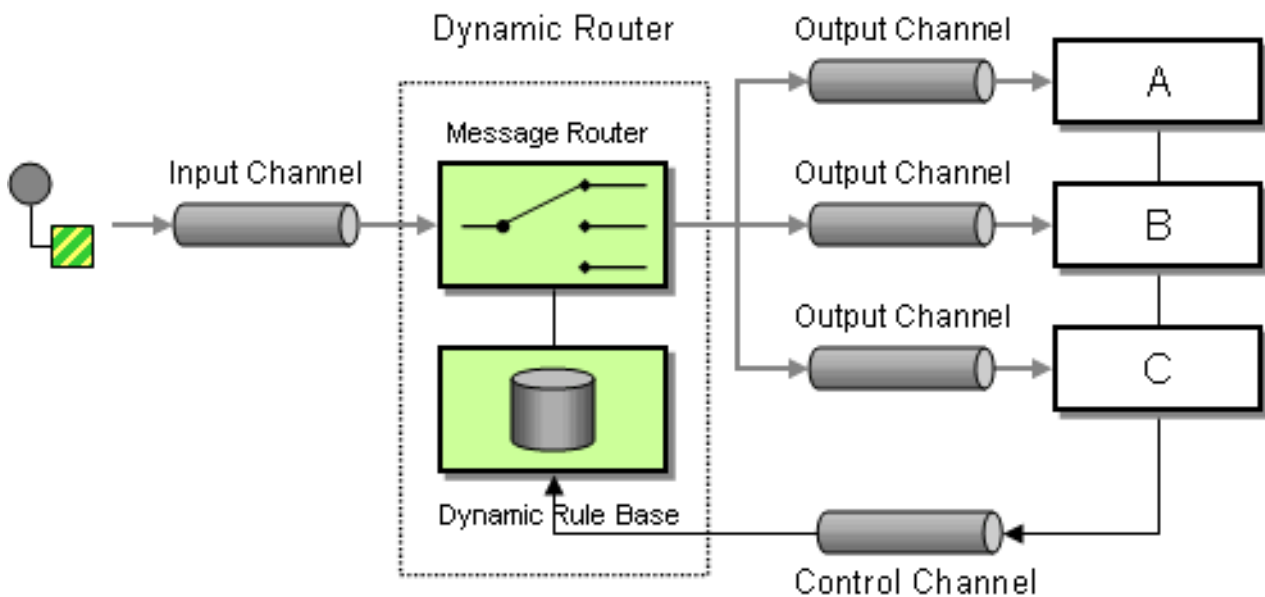 Dynamic Router
Output Channel
A
Message Router
Input Channel
Output Channel
B
Output Channel
C
Dynamic Rule Base
Control Channel